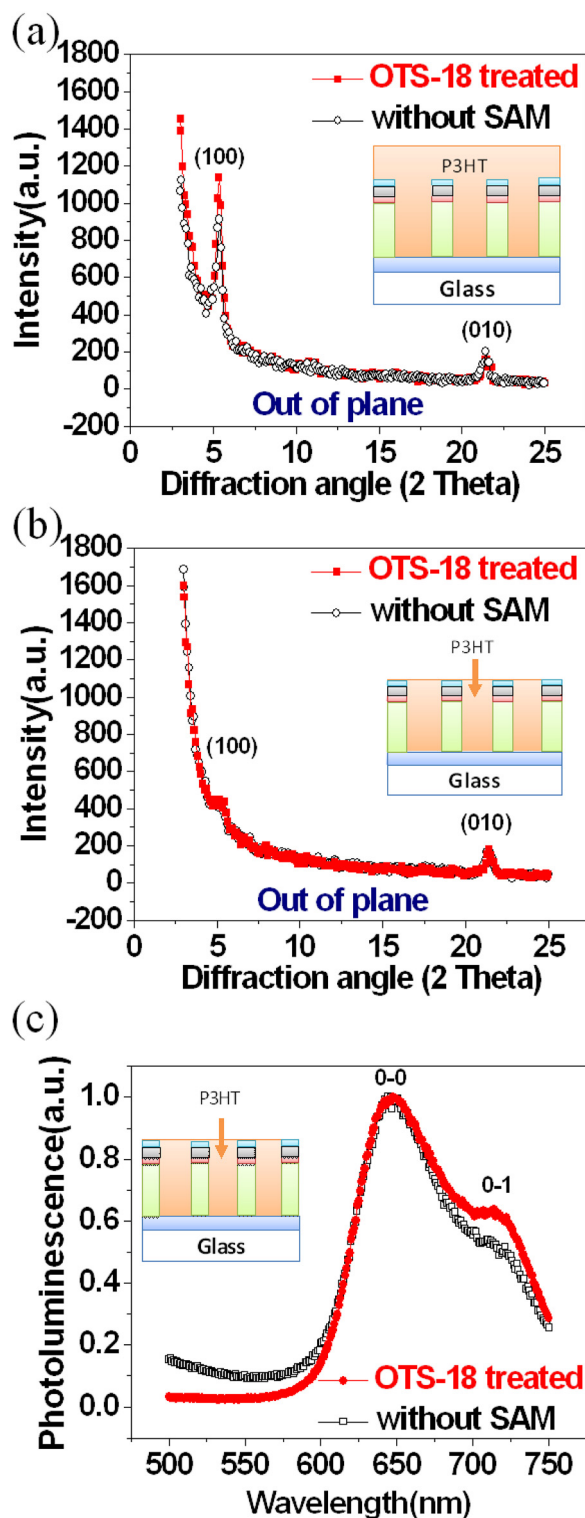 (a)
1800
1600
1400
1200
1000
800
600
400
200
0
-200
Intensity(a.u.)
OTS-18 treated
without SAM
(100)
P3HT
Glass
(010)
Out of plane
0 5 10 15 20 25
Diffraction angle (2 Theta)
(b)
1800
1600
1400
1200
1000
800
600
400
200
0
-200
Intensity(a.u.)
OTS-18 treated
without SAM
P3HT
(100)
Glass
(010)
Out of plane
0 5 10 15 20 25
Diffraction angle (2 Theta)
(c)
1.0
0.8
0.6
0.4
0.2
0.0
Photoluminescence(a.u.)
0-0
P3HT
0-1
Glass
OTS-18 treated
without SAM
500 550 600 650 700 750
Wavelength(nm)